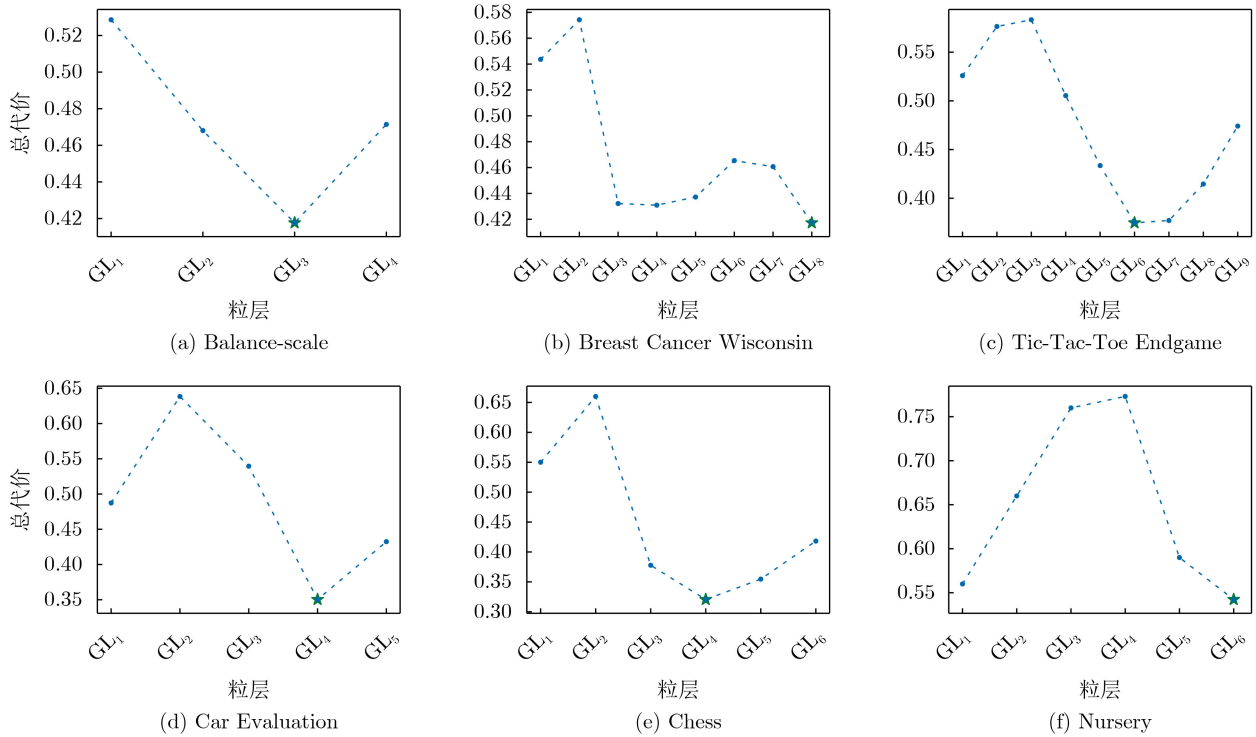 总代价
0.52
0.50
0.48
0.46
0.44
0.42
GL₁ GL₂ GL₃ GL₄
粒层
(a) Balance-scale
0.58
0.56
0.54
0.52
0.50
0.48
0.46
0.44
0.42
GL₁ GL₂ GL₃ GL₄ GL₅ GL₆ GL₇ GL₈
粒层
(b) Breast Cancer Wisconsin
0.55
0.50
0.45
0.40
GL₁ GL₂ GL₃ GL₄ GL₅ GL₆ GL₇ GL₈ GL₉
粒层
(c) Tic-Tac-Toe Endgame
总代价
0.65
0.60
0.55
0.50
0.45
0.40
0.35
GL₁ GL₂ GL₃ GL₄ GL₅
粒层
(d) Car Evaluation
0.65
0.60
0.55
0.50
0.45
0.40
0.35
0.30
GL₁ GL₂ GL₃ GL₄ GL₅ GL₆
粒层
(e) Chess
0.75
0.70
0.65
0.60
0.55
GL₁ GL₂ GL₃ GL₄ GL₅ GL₆
粒层
(f) Nursery